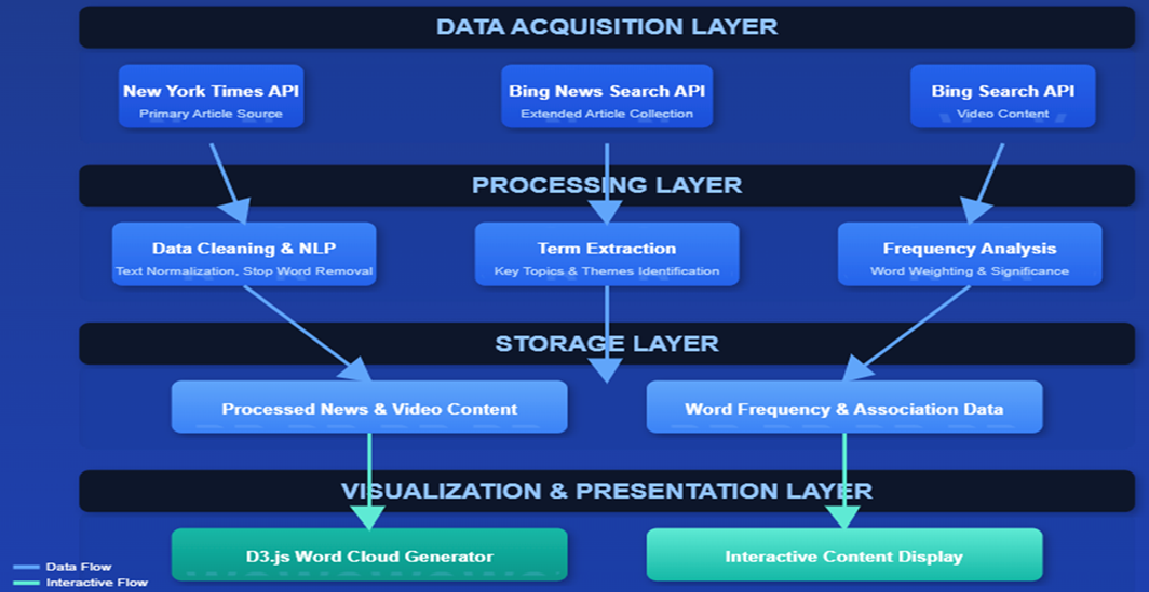 DATA ACQUISITION LAYER
New York Times API
Primary Article Source
Bing News Search API
Extended Article Collection
Bing Search API
Video Content
PROCESSING LAYER
Data Cleaning & NLP
Text Normalization, Stop Word Removal
Term Extraction
Key Topics & Themes Identification
Frequency Analysis
Word Weighting & Significance
STORAGE LAYER
Processed News & Video Content
Word Frequency & Association Data
VISUALIZATION & PRESENTATION LAYER
D3.js Word Cloud Generator
Interactive Content Display
Data Flow
Interactive Flow